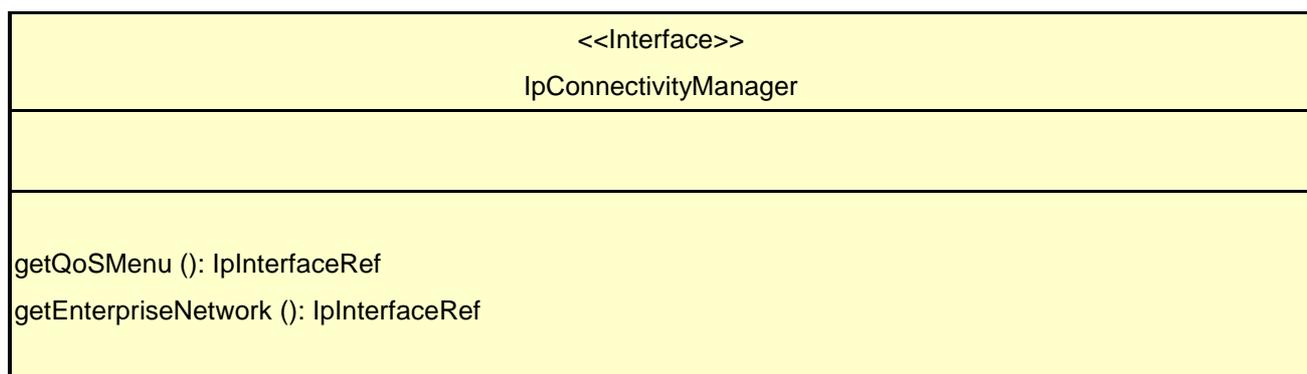 <<Interface>>
IpConnectivityManager
getQoSMenu (): IpInterfaceRef
getEnterpriseNetwork (): IpInterfaceRef